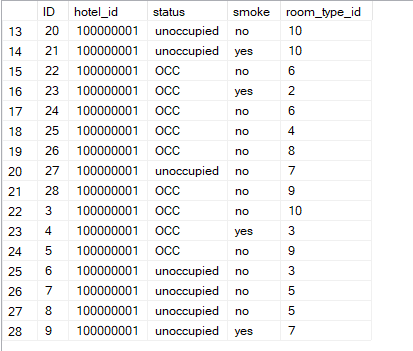 ID hotel_id status smoke room_type_id
13 20 100000001 unoccupied no 10
14 21 100000001 unoccupied yes 10
15 22 100000001 OCC no 6
16 23 100000001 OCC yes 2
17 24 100000001 OCC no 6
18 25 100000001 OCC no 4
19 26 100000001 OCC no 8
20 27 100000001 unoccupied no 7
21 28 100000001 OCC no 9
22 3 100000001 OCC no 10
23 4 100000001 OCC yes 3
24 5 100000001 OCC no 9
25 6 100000001 unoccupied no 3
26 7 100000001 unoccupied no 5
27 8 100000001 unoccupied no 5
28 9 100000001 unoccupied yes 7